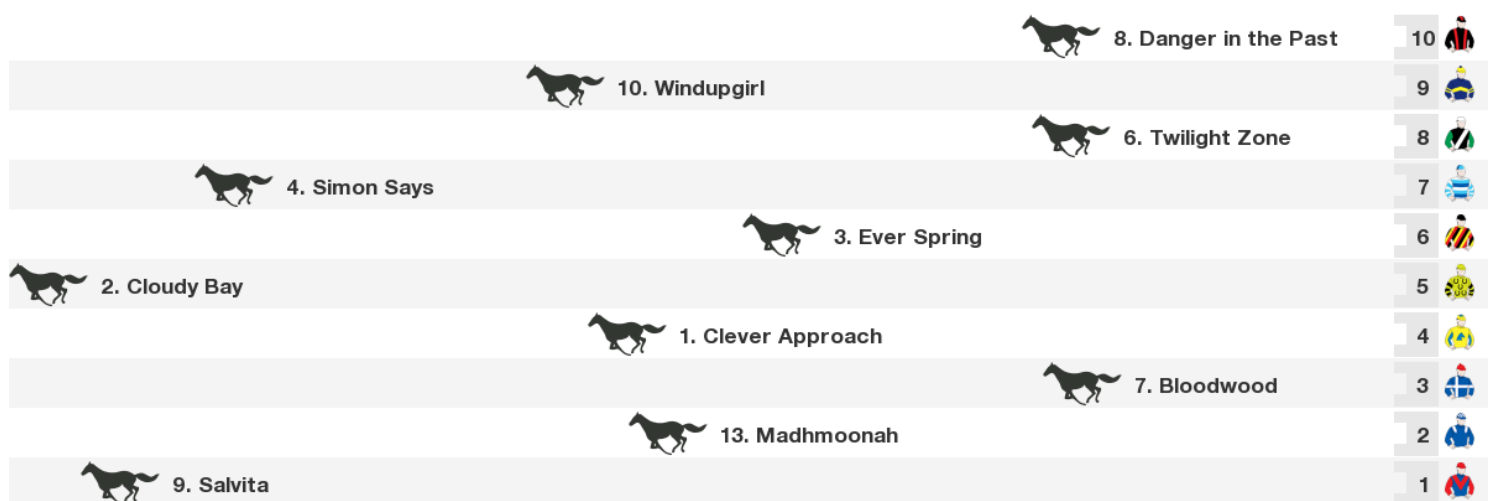 8. Danger in the Past 10
10. Windupgirl 9
6. Twilight Zone 8
4. Simon Says 7
3. Ever Spring 6
2. Cloudy Bay 5
1. Clever Approach 4
7. Bloodwood 3
13. Madhmoonah 2
9. Salvita 1